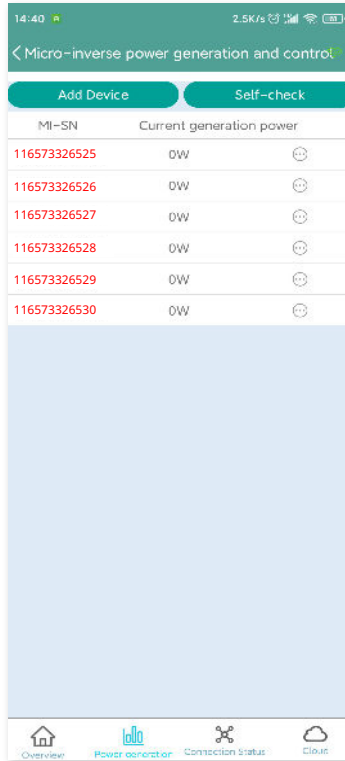 14:40 2.5K/s
Micro-inverse power generation and control
Add Device Self-check
MI-SN Current generation power
116573326525 0W
116573326526 0W
116573326527 0W
116573326528 0W
116573326529 0W
116573326530 0W
Overview Power generation Connection Status Cloud